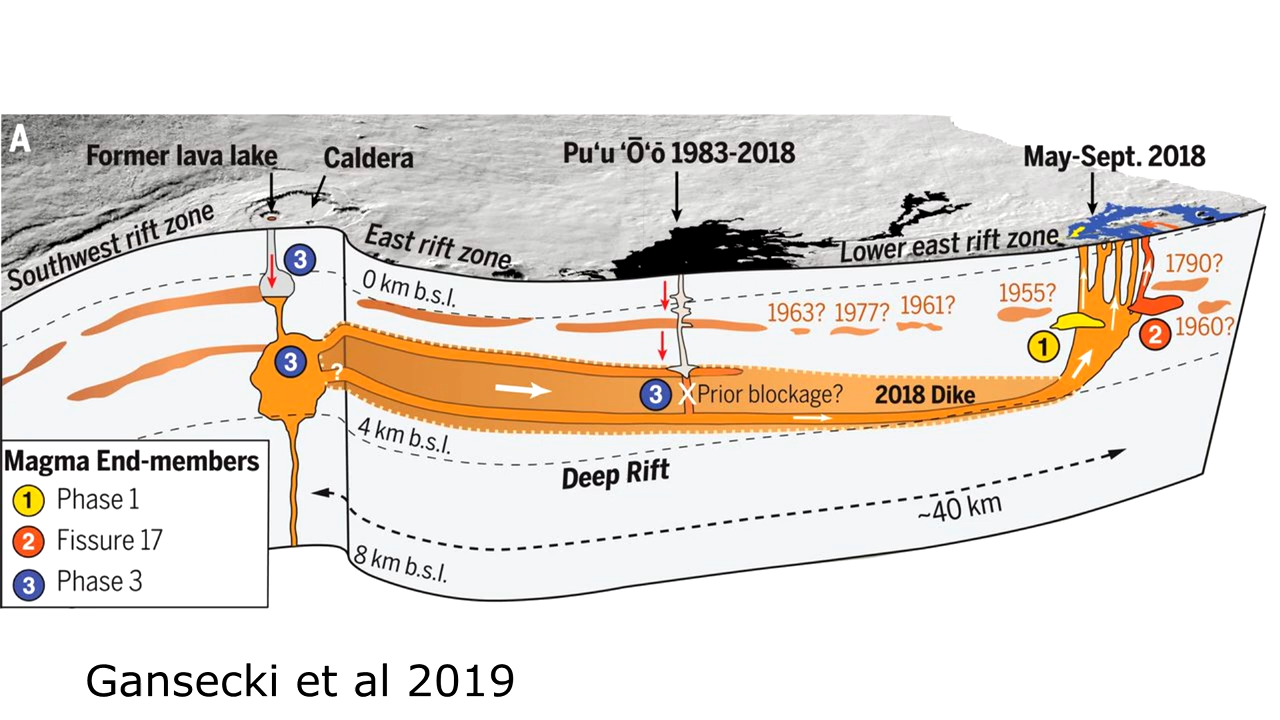 A
Former lava lake
Caldera
Pu‘u ‘Ō‘ō 1983-2018
May-Sept. 2018
Southwest rift zone
East rift zone
Lower east rift zone
3
0 km b.s.l.
1790?
1963?
1977?
1961?
1955?
1960?
1
2
3
?
3
X
Prior blockage?
2018 Dike
4 km b.s.l.
Deep Rift
~40 km
8 km b.s.l.
Magma End-members
1 Phase 1
2 Fissure 17
3 Phase 3
Gansecki et al 2019